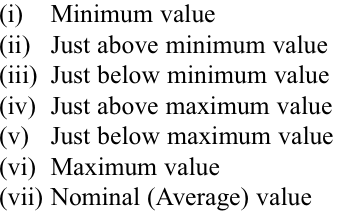 (i) Minimum value
(ii) Just above minimum value
(iii) Just below minimum value
(iv) Just above maximum value
(v) Just below maximum value
(vi) Maximum value
(vii) Nominal (Average) value